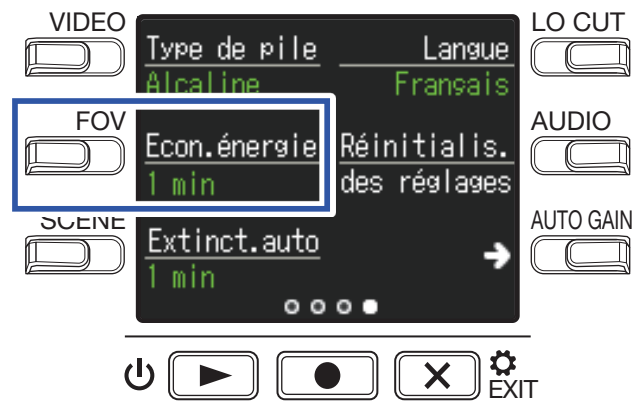 VIDEO
LO CUT
Type de pile
Alcaline
Langue
Français
FOV
AUDIO
Econ.énergie
1 min
Réinitialis.
des réglages
SCENE
AUTO GAIN
Extinct.auto
1 min
EXIT